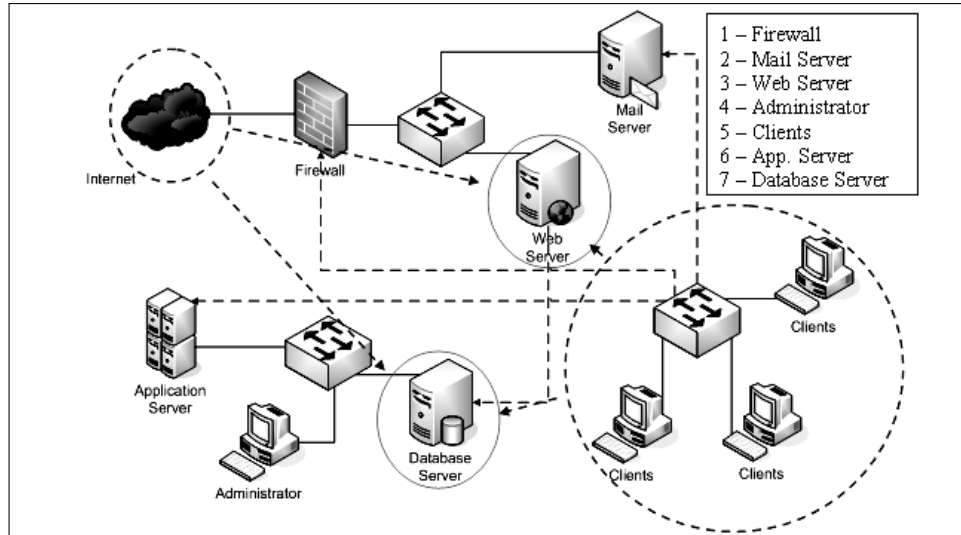 1 – Firewall
2 – Mail Server
3 – Web Server
4 – Administrator
5 – Clients
6 – App. Server
7 – Database Server
Mail
Server
Internet
Firewall
Web
Server
Clients
Application
Server
Database
Server
Administrator
Clients
Clients